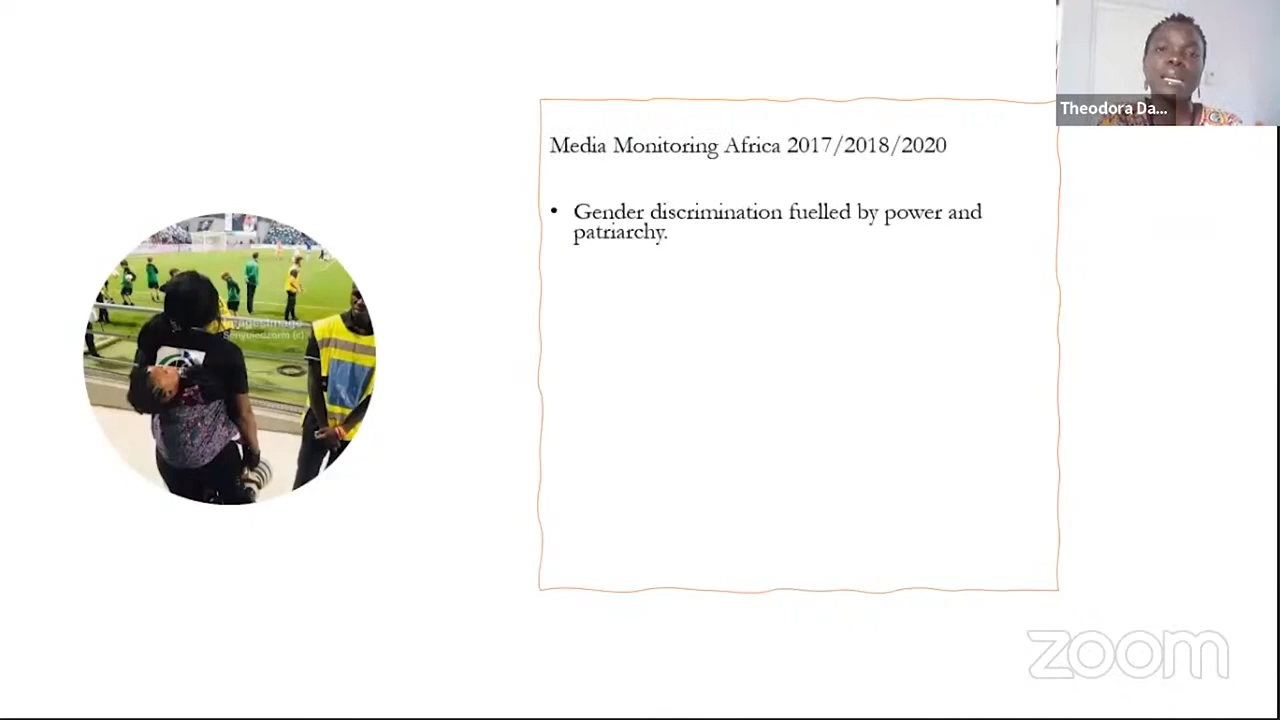 Theodora Da...
Media Monitoring Africa 2017/2018/2020
• Gender discrimination fuelled by power and
patriarchy.
zoom